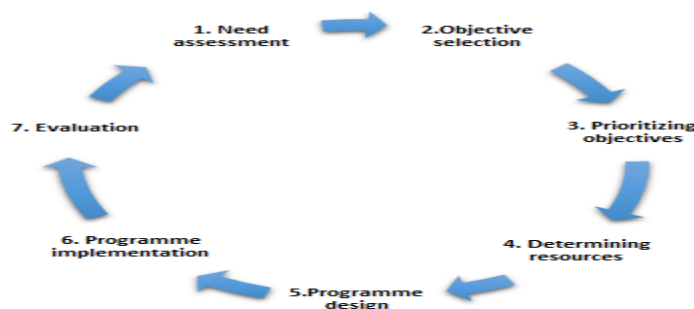 1. Need
assessment
2.Objective
selection
3. Prioritizing
objectives
4. Determining
resources
5.Programme
design
6. Programme
implementation
7. Evaluation